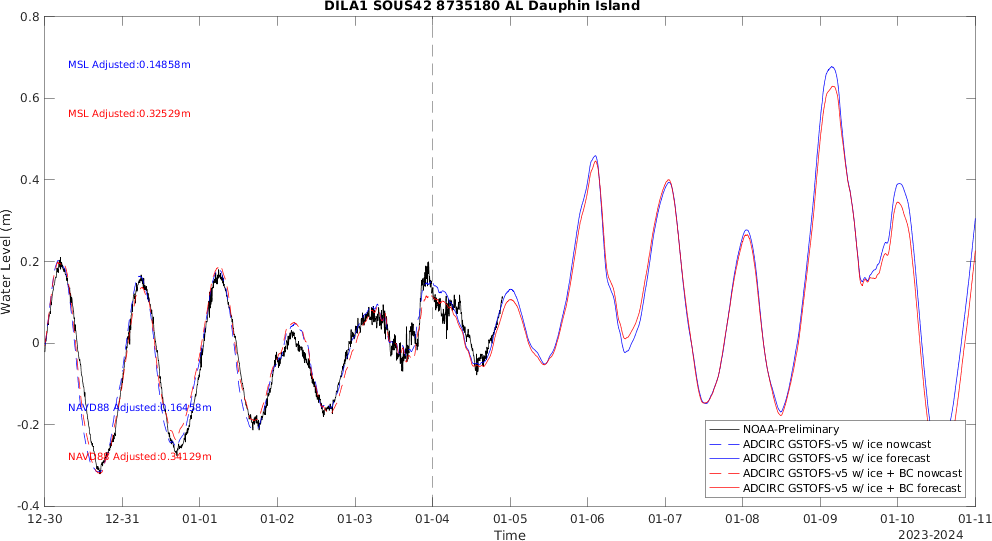 DILA1 SOUS42 8735180 AL Dauphin Island
0.8
MSL Adjusted:0.14858m
0.6
MSL Adjusted:0.32529m
0.4
0.2
Water Level (m)
0
NAVD88 Adjusted:0.16458m
-0.2
NAVD88 Adjusted:0.34129m
-0.4
NOAA-Preliminary
ADCIRC GSTOFS-v5 w/ ice nowcast
ADCIRC GSTOFS-v5 w/ ice forecast
ADCIRC GSTOFS-v5 w/ ice + BC nowcast
ADCIRC GSTOFS-v5 w/ ice + BC forecast
12-30 12-31 01-01 01-02 01-03 01-04 01-05 01-06 01-07 01-08 01-09 01-10 01-11
Time
2023-2024